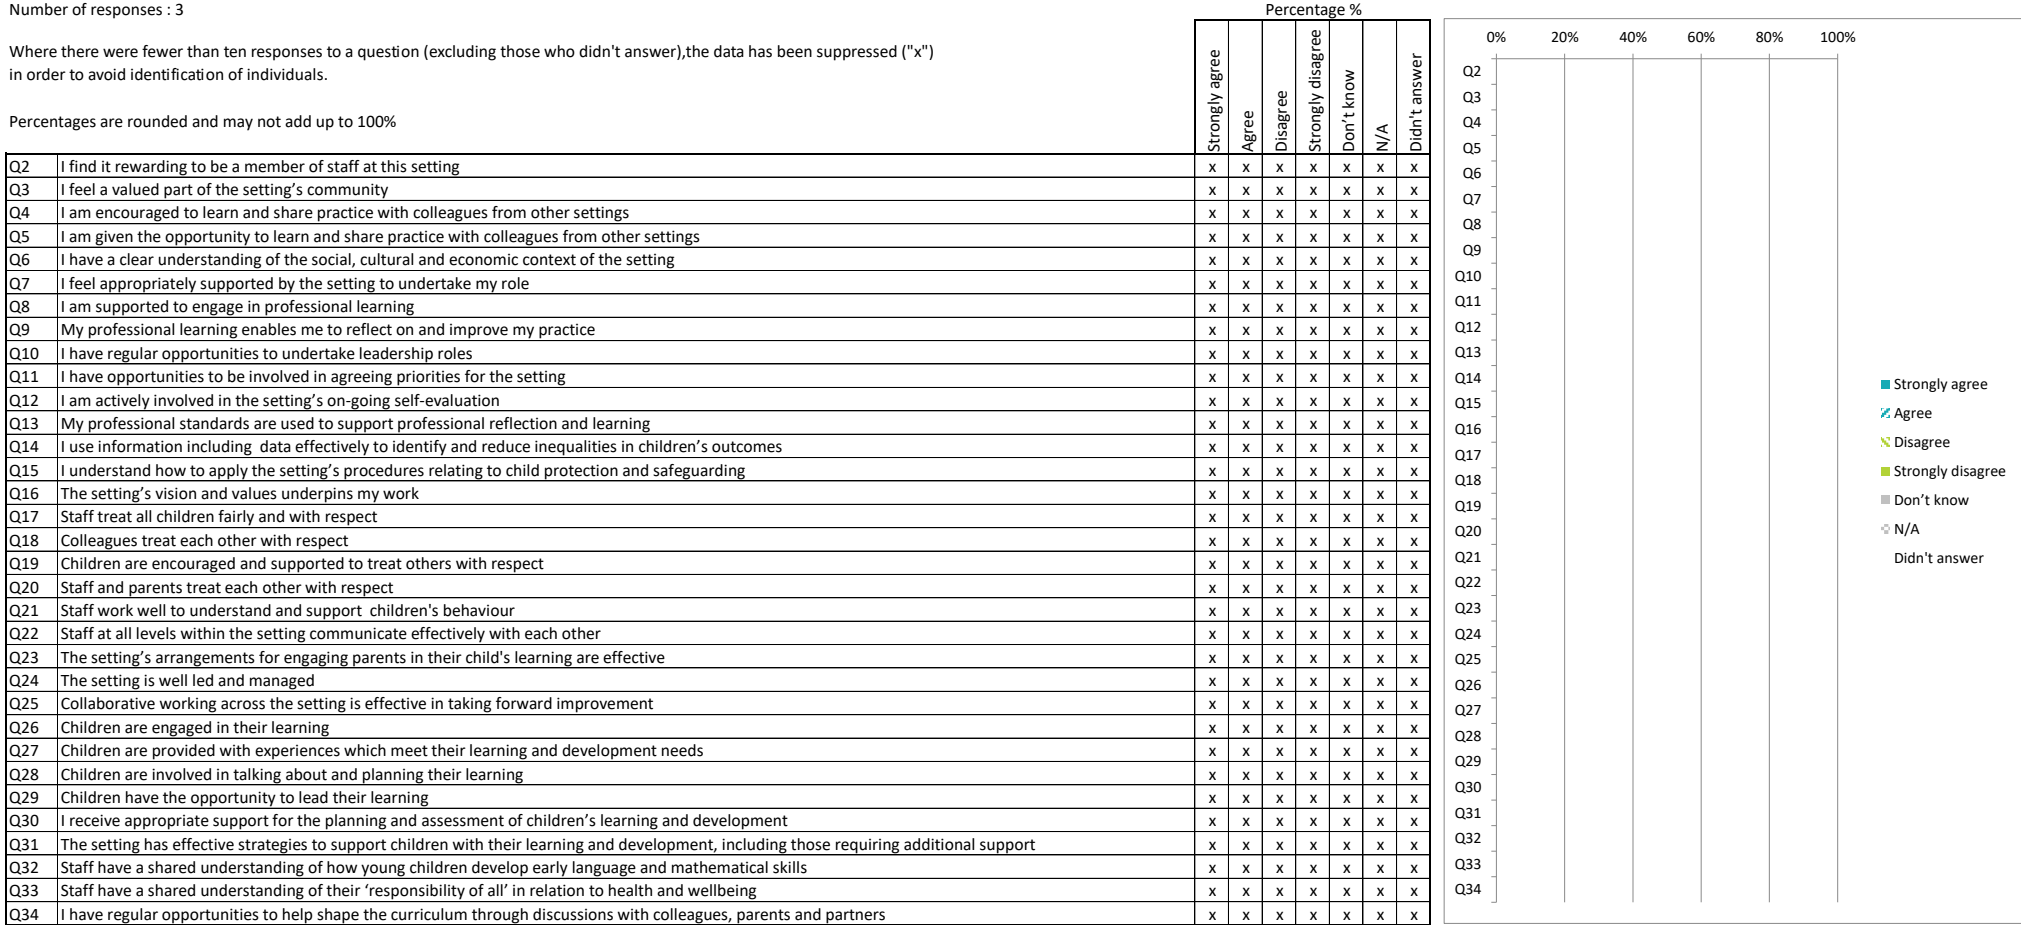 Number of responses : 3
Percentage %
Where there were fewer than ten responses to a question (excluding those who didn't answer),the data has been suppressed ("x")
in order to avoid identification of individuals.
Percentages are rounded and may not add up to 100%
Strongly agree
Agree
Disagree
Strongly disagree
Don’t know
N/A
Didn't answer
Q2 I find it rewarding to be a member of staff at this setting x x x x x x x
Q3 I feel a valued part of the setting’s community x x x x x x x
Q4 I am encouraged to learn and share practice with colleagues from other settings x x x x x x x
Q5 I am given the opportunity to learn and share practice with colleagues from other settings x x x x x x x
Q6 I have a clear understanding of the social, cultural and economic context of the setting x x x x x x x
Q7 I feel appropriately supported by the setting to undertake my role x x x x x x x
Q8 I am supported to engage in professional learning x x x x x x x
Q9 My professional learning enables me to reflect on and improve my practice x x x x x x x
Q10 I have regular opportunities to undertake leadership roles x x x x x x x
Q11 I have opportunities to be involved in agreeing priorities for the setting x x x x x x x
Q12 I am actively involved in the setting’s on-going self-evaluation x x x x x x x
Q13 My professional standards are used to support professional reflection and learning x x x x x x x
Q14 I use information including  data effectively to identify and reduce inequalities in children’s outcomes x x x x x x x
Q15 I understand how to apply the setting’s procedures relating to child protection and safeguarding x x x x x x x
Q16 The setting’s vision and values underpins my work x x x x x x x
Q17 Staff treat all children fairly and with respect x x x x x x x
Q18 Colleagues treat each other with respect x x x x x x x
Q19 Children are encouraged and supported to treat others with respect x x x x x x x
Q20 Staff and parents treat each other with respect x x x x x x x
Q21 Staff work well to understand and support  children's behaviour x x x x x x x
Q22 Staff at all levels within the setting communicate effectively with each other x x x x x x x
Q23 The setting’s arrangements for engaging parents in their child's learning are effective x x x x x x x
Q24 The setting is well led and managed x x x x x x x
Q25 Collaborative working across the setting is effective in taking forward improvement x x x x x x x
Q26 Children are engaged in their learning x x x x x x x
Q27 Children are provided with experiences which meet their learning and development needs x x x x x x x
Q28 Children are involved in talking about and planning their learning x x x x x x x
Q29 Children have the opportunity to lead their learning x x x x x x x
Q30 I receive appropriate support for the planning and assessment of children’s learning and development x x x x x x x
Q31 The setting has effective strategies to support children with their learning and development, including those requiring additional support x x x x x x x
Q32 Staff have a shared understanding of how young children develop early language and mathematical skills x x x x x x x
Q33 Staff have a shared understanding of their ‘responsibility of all’ in relation to health and wellbeing x x x x x x x
Q34 I have regular opportunities to help shape the curriculum through discussions with colleagues, parents and partners x x x x x x x
0% 20% 40% 60% 80% 100%
Q2
Q3
Q4
Q5
Q6
Q7
Q8
Q9
Q10
Q11
Q12
Q13
Q14
Q15
Q16
Q17
Q18
Q19
Q20
Q21
Q22
Q23
Q24
Q25
Q26
Q27
Q28
Q29
Q30
Q31
Q32
Q33
Q34
Strongly agree
Agree
Disagree
Strongly disagree
Don’t know
N/A
Didn't answer